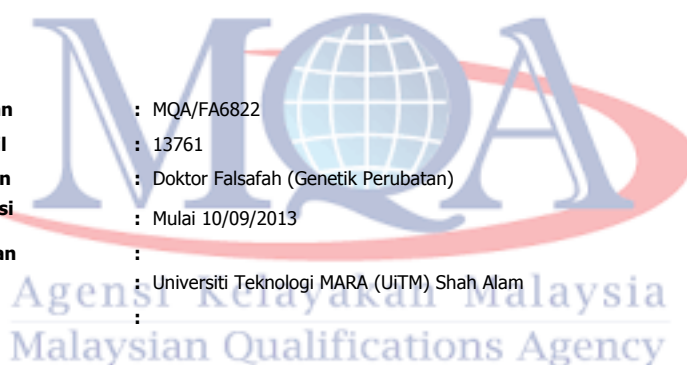 MQA
an : MQA/FA6822
l : 13761
n : Doktor Falsafah (Genetik Perubatan)
si : Mulai 10/09/2013
an :
: Universiti Teknologi MARA (UiTM) Shah Alam
:
Agensi Kelayakan Malaysia
Malaysian Qualifications Agency